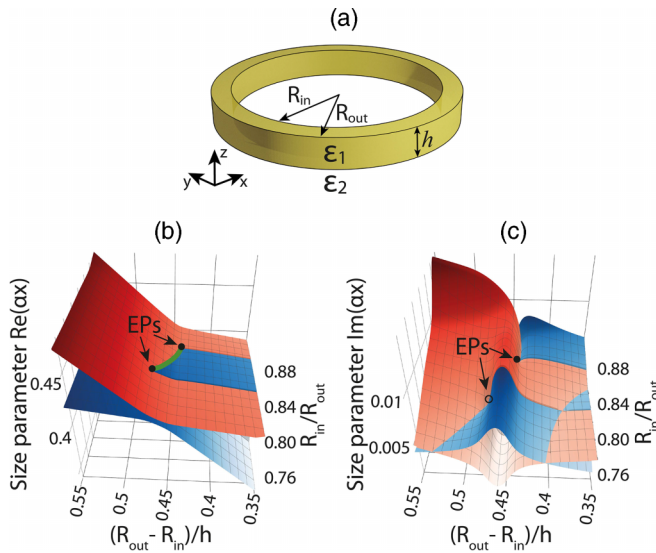 (a)
R_in
R_out
h
ε1
ε2
z
y
x
(b)
(c)
Size parameter Re(αx)
EPs
0.45
0.4
0.88
0.84
0.80
0.76
R_in/R_out
0.55
0.5
0.45
0.4
0.35
(R_out - R_in)/h
Size parameter Im(αx)
EPs
0.01
-0.005
0.88
0.84
0.80
0.76
R_in/R_out
0.55
0.5
0.45
0.4
0.35
(R_out - R_in)/h